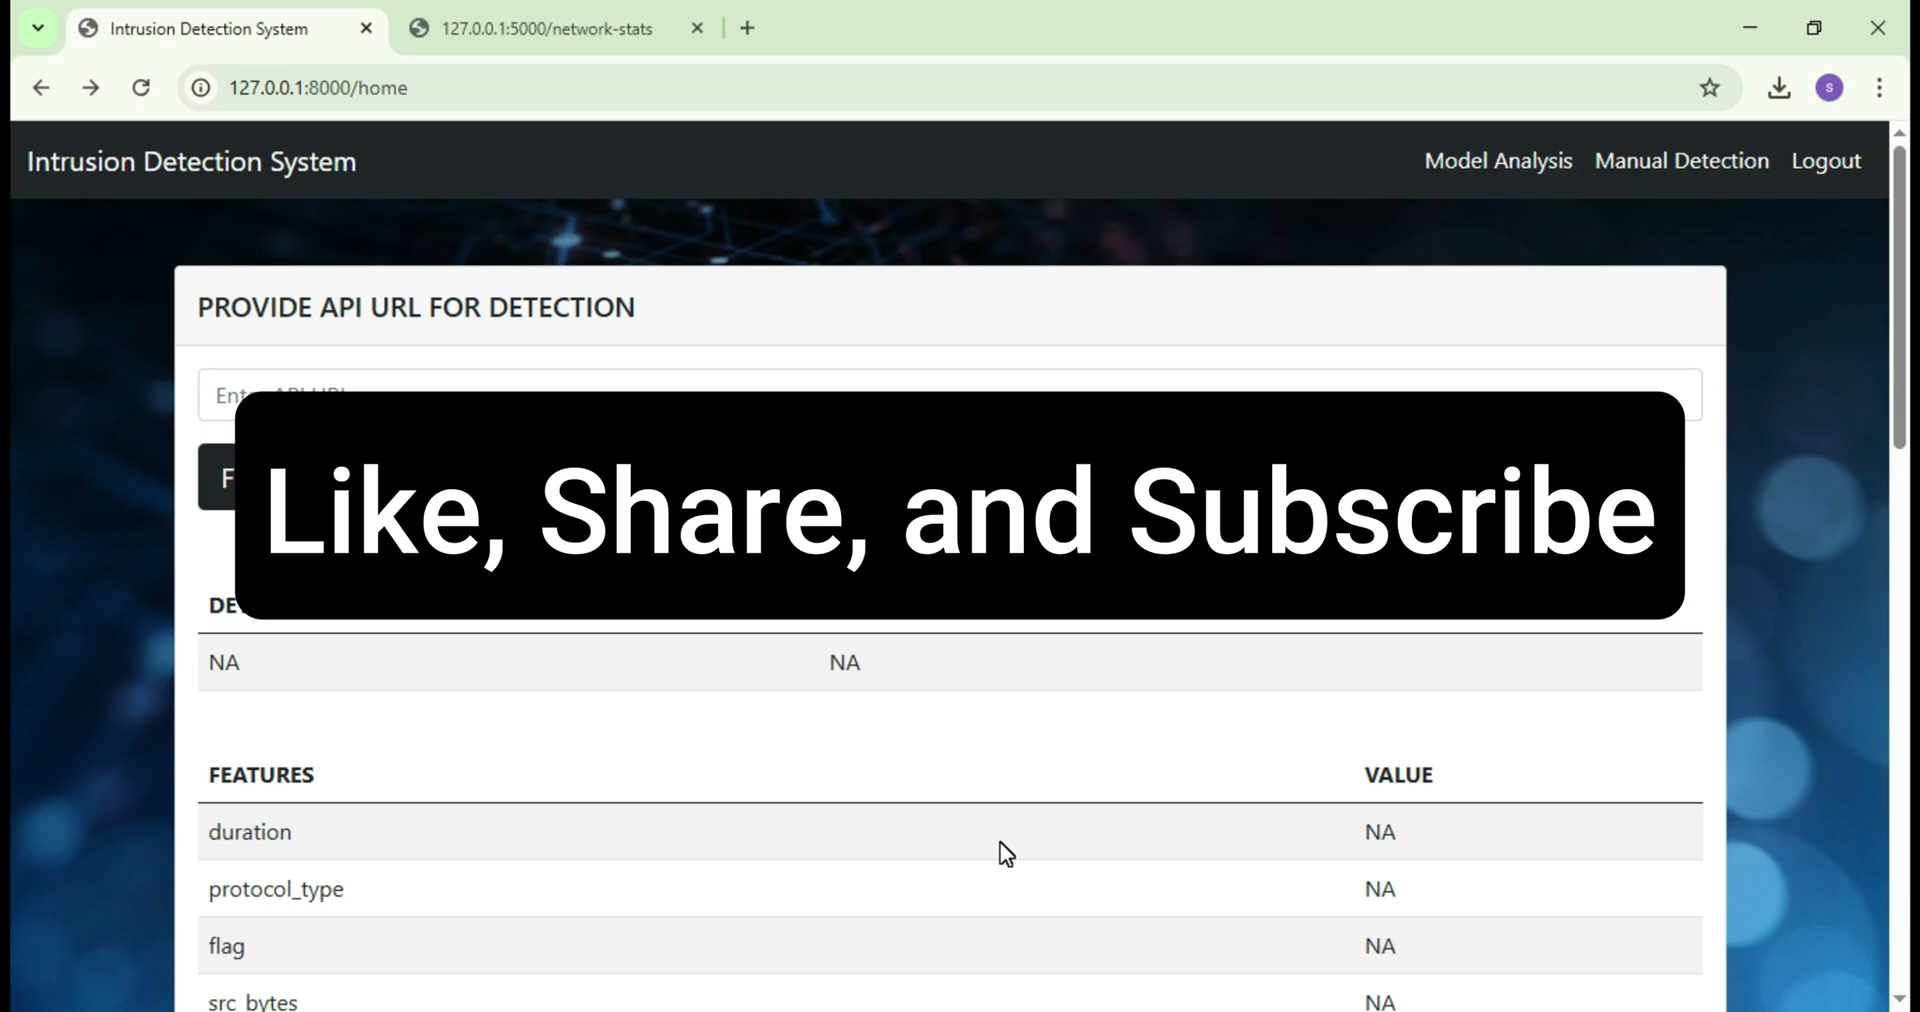 Intrusion Detection System
127.0.0.1:5000/network-stats
127.0.0.1:8000/home
S
Intrusion Detection System
Model Analysis Manual Detection Logout
PROVIDE API URL FOR DETECTION
Like, Share, and Subscribe
NA NA
FEATURES VALUE
duration NA
protocol_type NA
flag NA
src_bytes NA